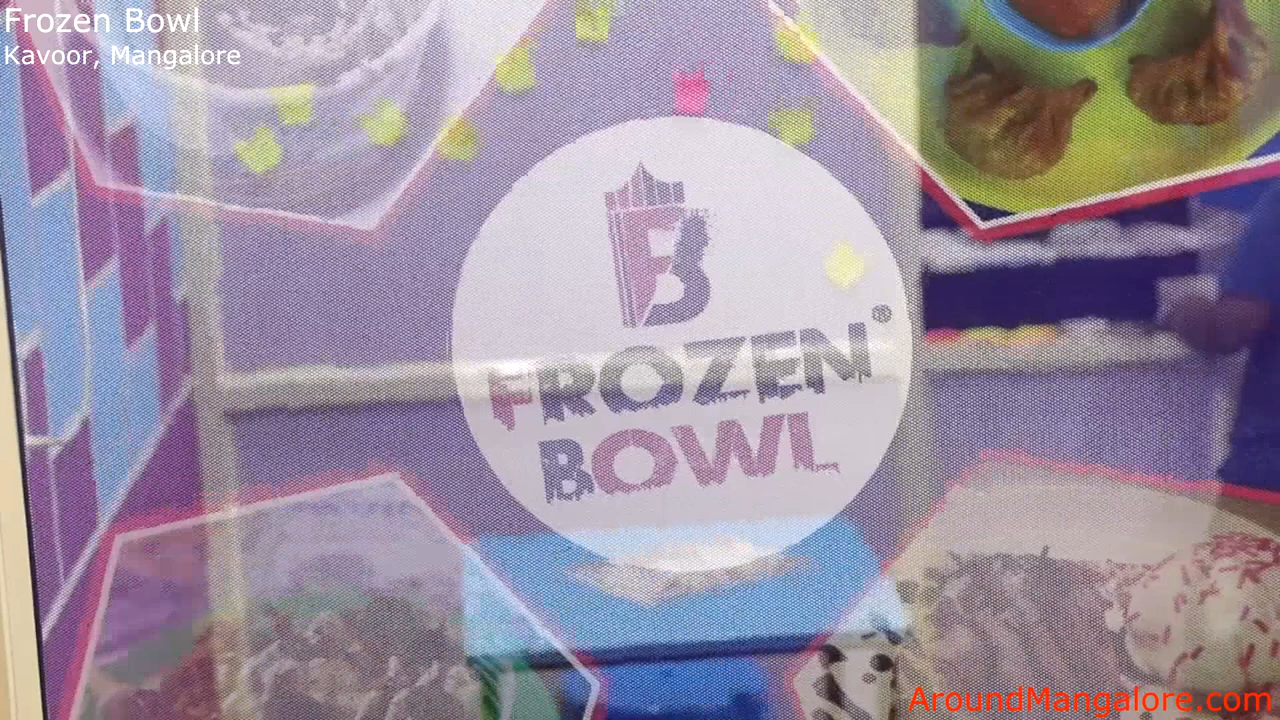 Frozen Bowl
Kavoor, Mangalore
FB
FROZEN®
BOWL
AroundMangalore.com